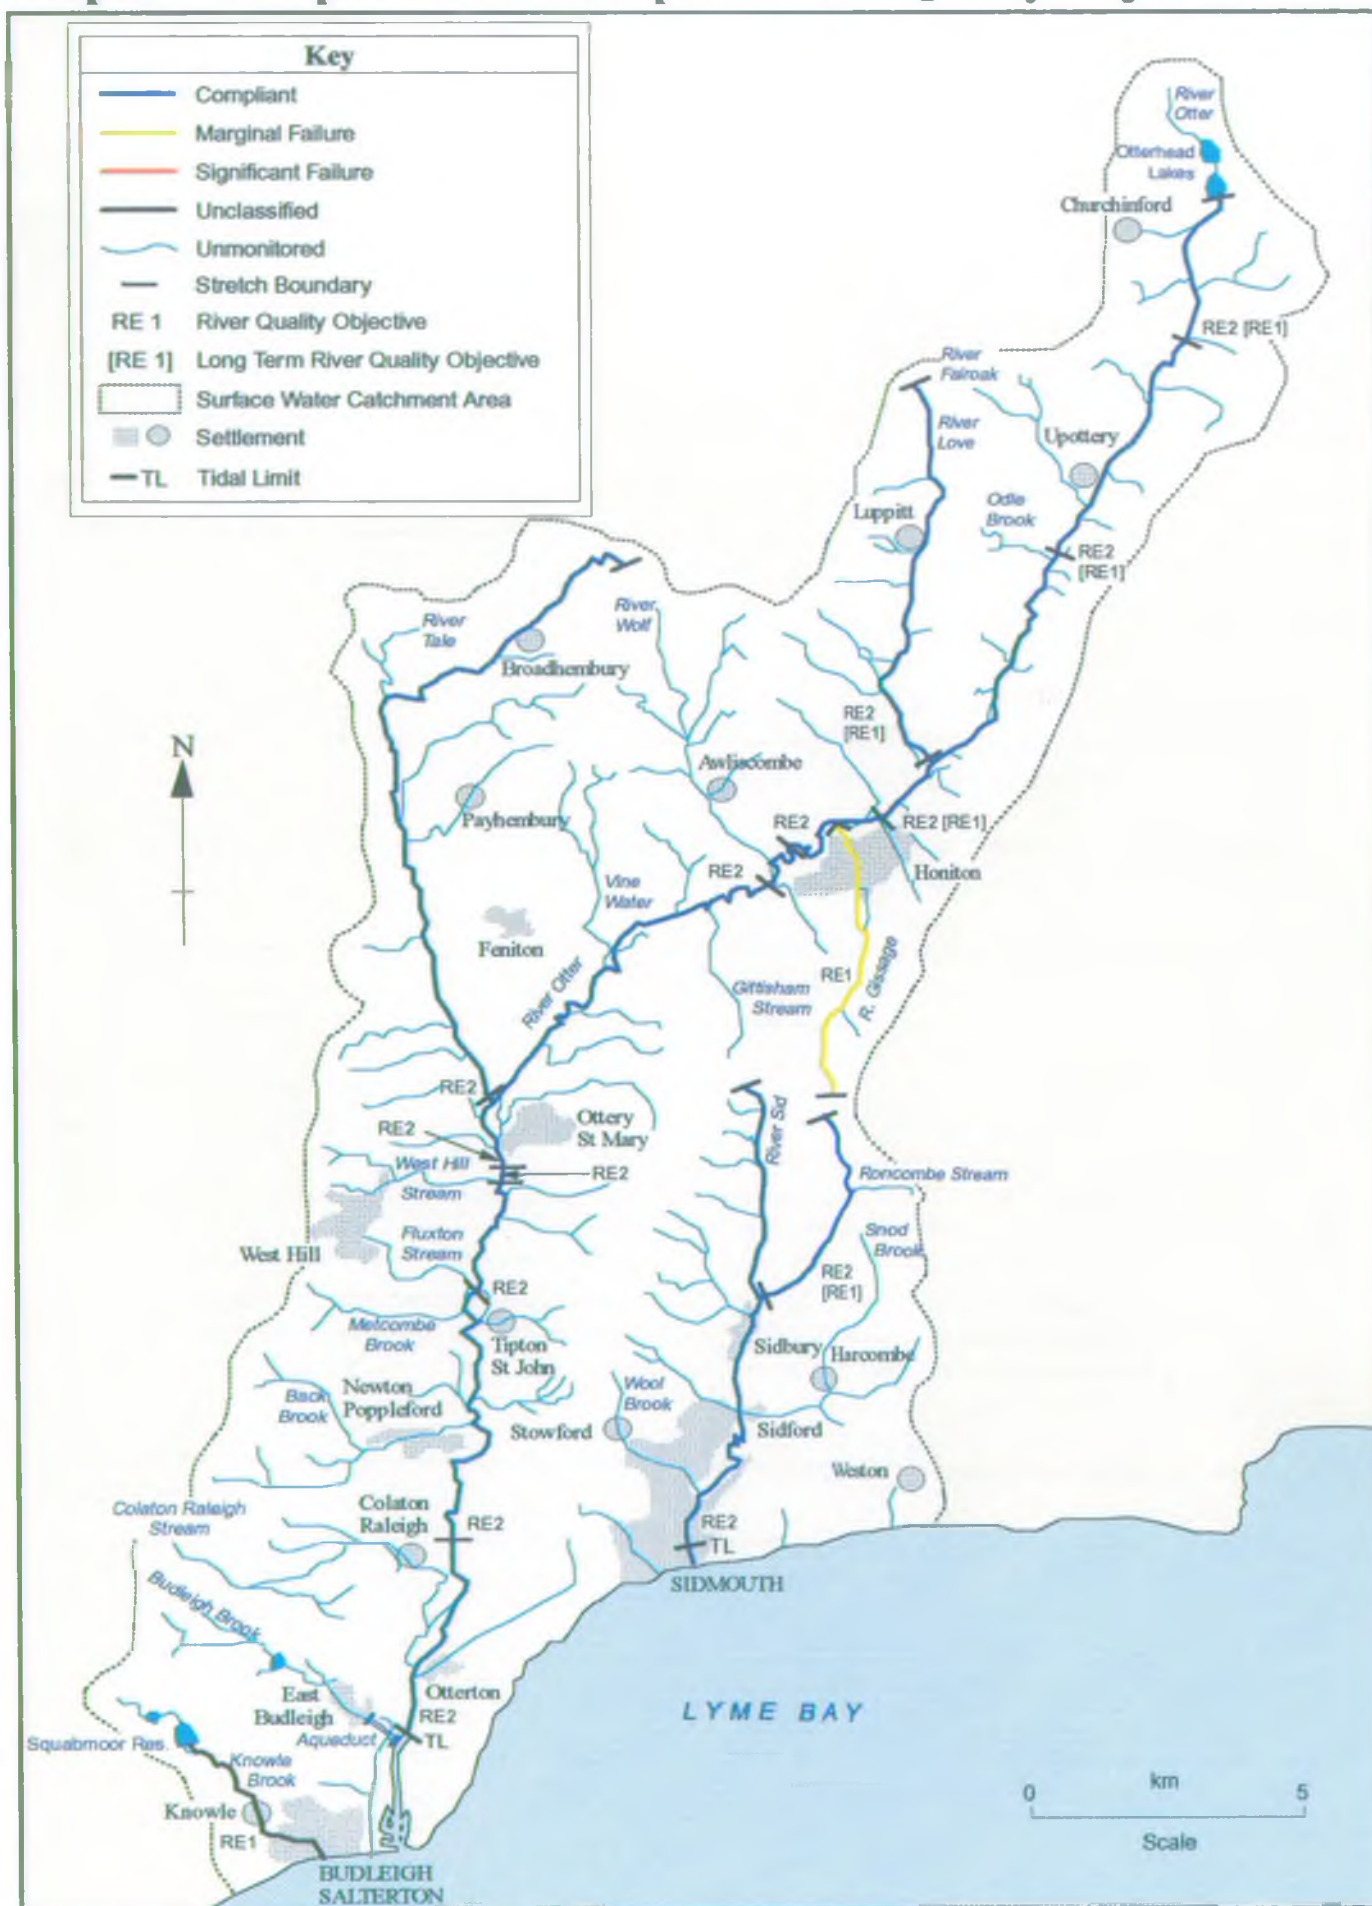 Key
Compliant
Marginal Failure
Significant Failure
Unclassified
Unmonitored
Stretch Boundary
RE 1 River Quality Objective
[RE 1] Long Term River Quality Objective
Surface Water Catchment Area
Settlement
TL Tidal Limit
River
Otter
Otterhead
Lakes
Churchinford
RE2 [RE1]
River
Fairoak
River
Love
Upottery
Luppitt
Odle
Brook
RE2
[RE1]
River
Tale
River
Wolf
Broadhembury
RE2
[RE1]
N
Awliscombe
Payhembury
RE2
RE2 [RE1]
RE2
Honiton
Vine
Water
Feniton
River Otter
Gittisham
Stream
RE1
R. Gissage
RE2
Ottery
St Mary
River Sid
RE2
West Hill
Stream
RE2
Roncombe Stream
Snod
Brook
West Hill
Fluxton
Stream
RE2
RE2
[RE1]
Metcombe
Brook
Tipton
St John
Sidbury
Harcombe
Newton
Poppleford
Back
Brook
Wool
Brook
Stowford
Sidford
Weston
Colaton Raleigh
Stream
Colaton
Raleigh
RE2
RE2
TL
SIDMOUTH
Budleigh Brook
East
Budleigh
Otterton
RE2
TL
Aqueduct
LYME BAY
Squabmoor Res.
Knowle
Brook
Knowle
RE1
BUDLEIGH
SALTERTON
0 km 5
Scale